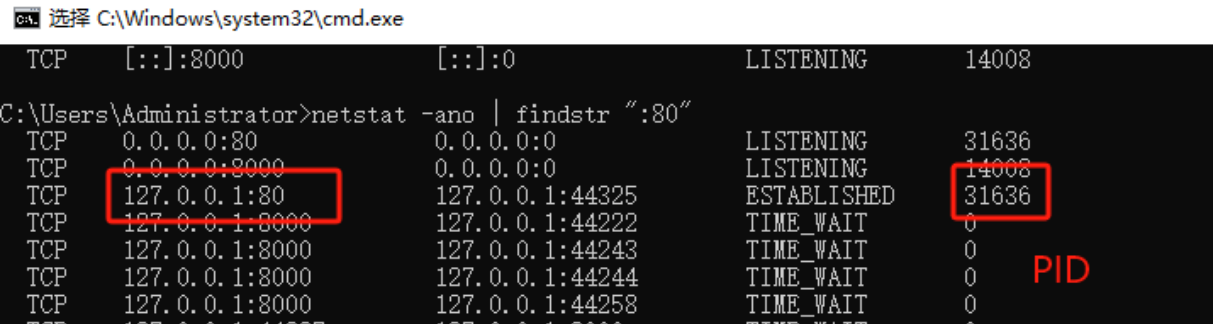 选择 C:\Windows\system32\cmd.exe
TCP [::]:8000 [::]:0 LISTENING 14008
C:\Users\Administrator>netstat -ano | findstr ":80"
TCP 0.0.0.0:80 0.0.0.0:0 LISTENING 31636
TCP 0.0.0.0:8000 0.0.0.0:0 LISTENING 14008
TCP 127.0.0.1:80 127.0.0.1:44325 ESTABLISHED 31636
TCP 127.0.0.1:8000 127.0.0.1:44222 TIME_WAIT 0
TCP 127.0.0.1:8000 127.0.0.1:44243 TIME_WAIT 0
PID
TCP 127.0.0.1:8000 127.0.0.1:44244 TIME_WAIT 0
TCP 127.0.0.1:8000 127.0.0.1:44258 TIME_WAIT 0